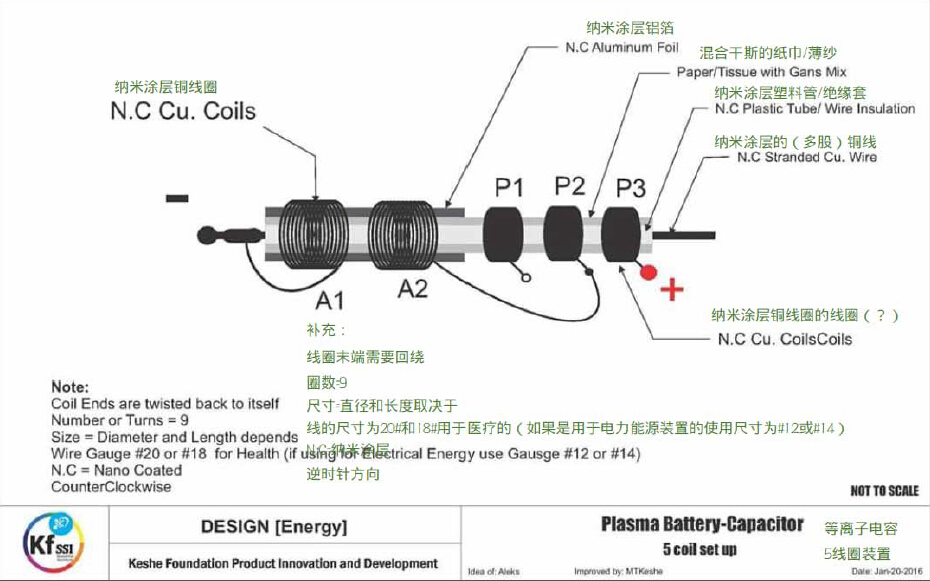 纳米涂层铝箔
N.C Aluminum Foil
混合干斯的纸巾/薄纱
Paper/Tissue with Gans Mix
纳米涂层铜线圈
N.C Cu. Coils
纳米涂层塑料管/绝缘套
N.C Plastic Tube/ Wire Insulation
纳米涂层的（多股）铜线
N.C Stranded Cu. Wire
P1
P2
P3
A1
A2
纳米涂层铜线圈的线圈（？）
N.C Cu. CoilsCoils
补充：
线圈末端需要回绕
圈数=9
尺寸=直径和长度取决于
线的尺寸为20#和18#用于医疗的（如果是用于电力能源装置的使用尺寸为#12或#14）
N.C-纳米涂层
逆时针方向
Note:
Coil Ends are twisted back to itself
Number or Turns = 9
Size = Diameter and Length depends
Wire Gauge #20 or #18 for Health (if using for Electrical Energy use Gausge #12 or #14)
N.C = Nano Coated
CounterClockwise
NOT TO SCALE
Kf SSI
DESIGN [Energy]
Keshe Foundation Product Innovation and Development
Plasma Battery-Capacitor
5 coil set up
等离子电容
5线圈装置
Idea of: Aleks
Improved by: MTKeshe
Date: Jan-20-2016